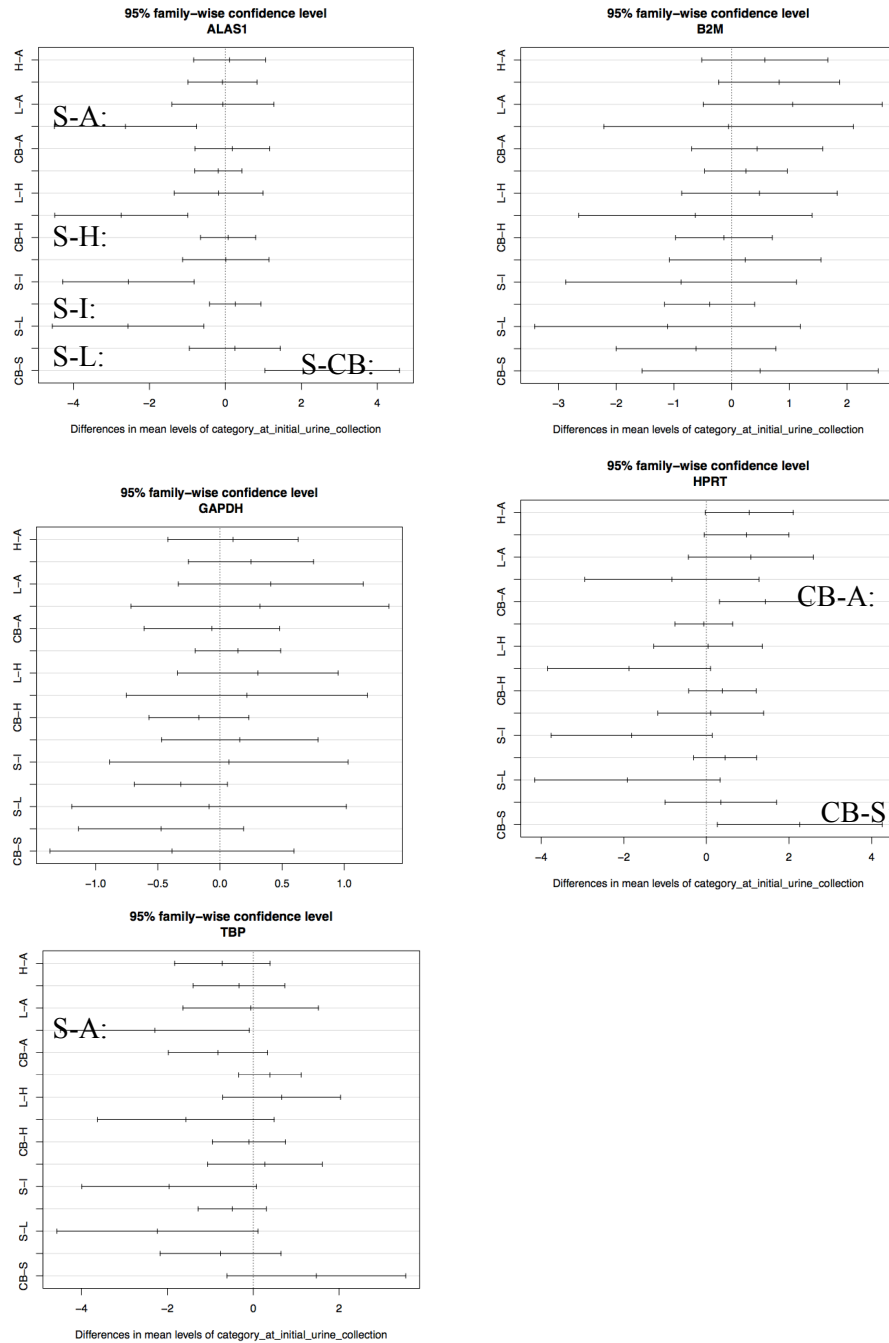 95% family−wise confidence level
ALAS1
H−A
L−A
S-A:
CB−A
L−H
S-H:
CB−H
S−I
S-I:
S−L
S-L:
S-CB:
CB−S
−4 −2 0 2 4
Differences in mean levels of category_at_initial_urine_collection
95% family−wise confidence level
B2M
H−A
L−A
CB−A
L−H
CB−H
S−I
S−L
CB−S
−3 −2 −1 0 1 2
Differences in mean levels of category_at_initial_urine_collection
95% family−wise confidence level
GAPDH
H−A
L−A
CB−A
L−H
CB−H
S−I
S−L
CB−S
−1.0 −0.5 0.0 0.5 1.0
95% family−wise confidence level
HPRT
H−A
L−A
CB-A:
CB−A
L−H
CB−H
S−I
S−L
CB-S
CB−S
−4 −2 0 2 4
Differences in mean levels of category_at_initial_urine_collection
95% family−wise confidence level
TBP
H−A
L−A
S-A:
CB−A
L−H
CB−H
S−I
S−L
CB−S
−4 −2 0 2
Differences in mean levels of category_at_initial_urine_collection